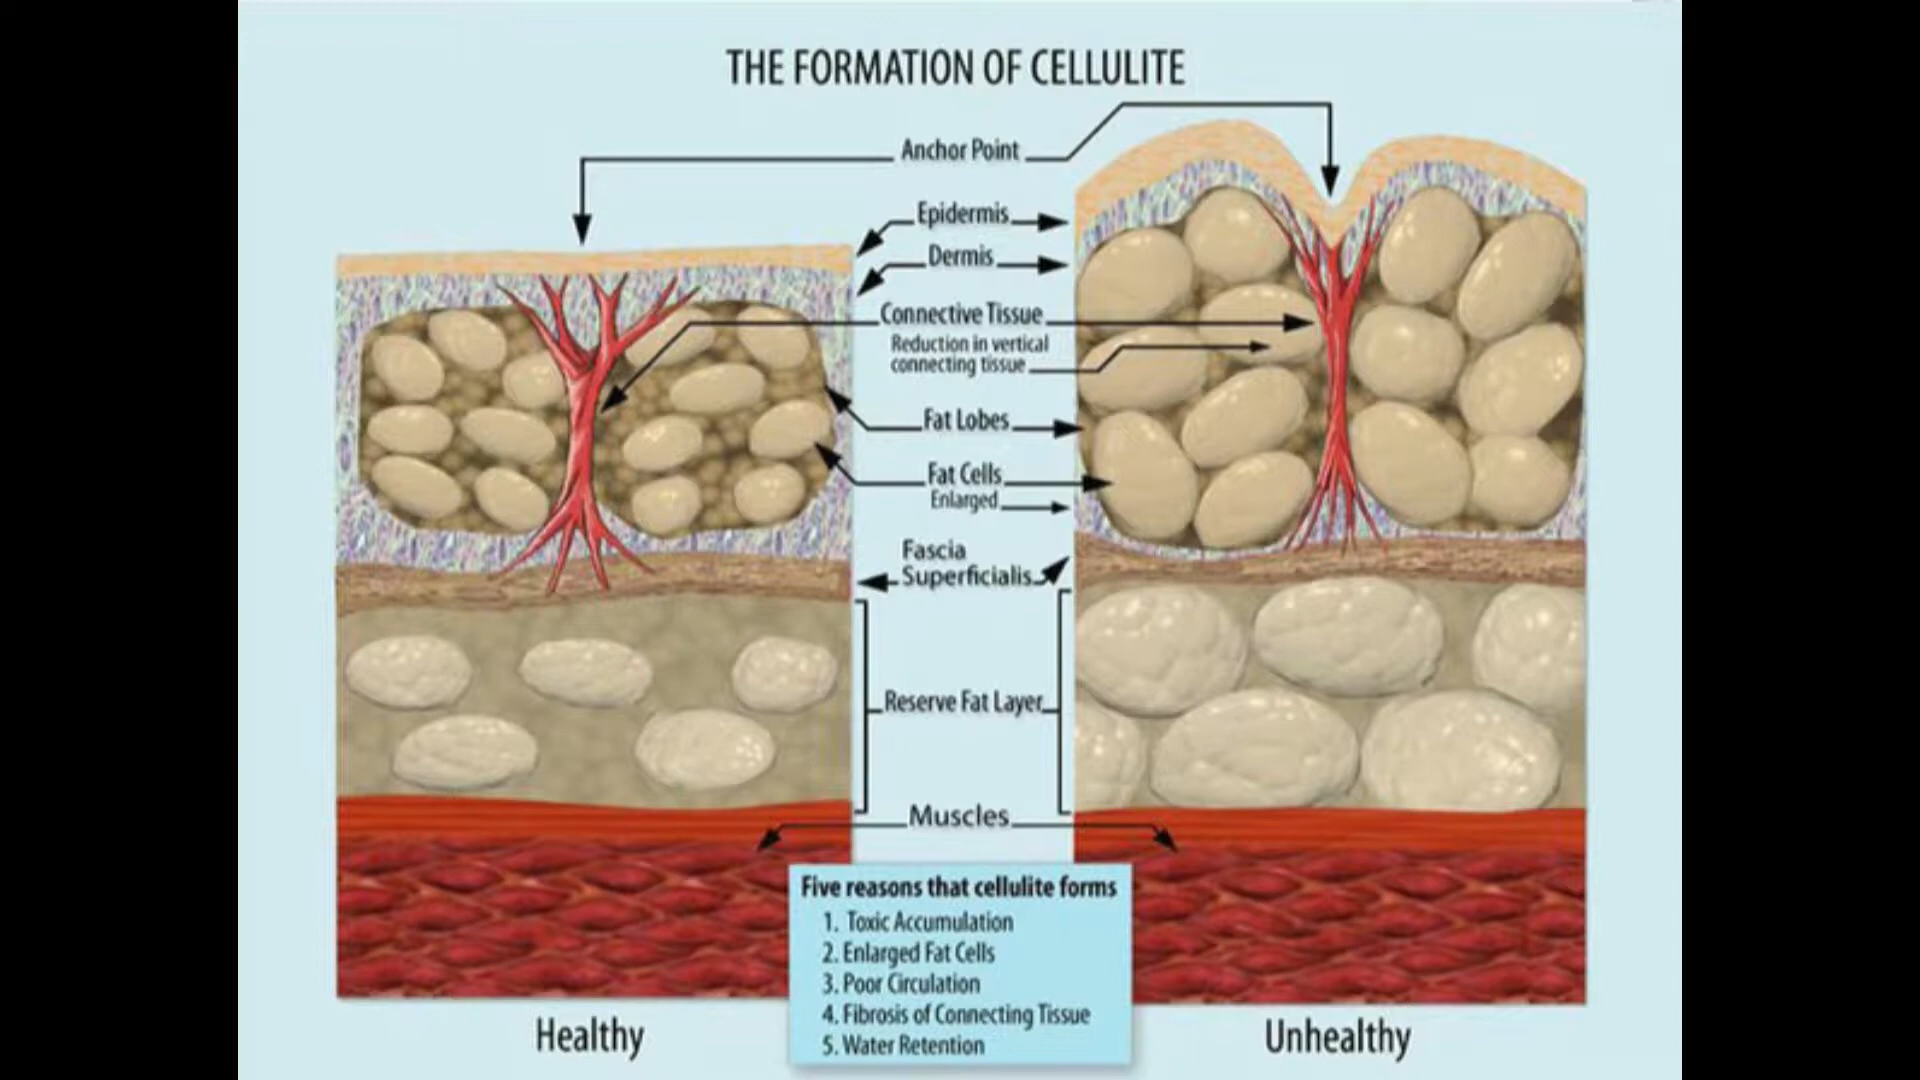 THE FORMATION OF CELLULITE
Anchor Point
Epidermis
Dermis
Connective Tissue
Reduction in vertical
connecting tissue
Fat Lobes
Fat Cells
Enlarged
Fascia
Superficialis
Reserve Fat Layer
Muscles
Five reasons that cellulite forms
1. Toxic Accumulation
2. Enlarged Fat Cells
3. Poor Circulation
4. Fibrosis of Connecting Tissue
5. Water Retention
Healthy
Unhealthy